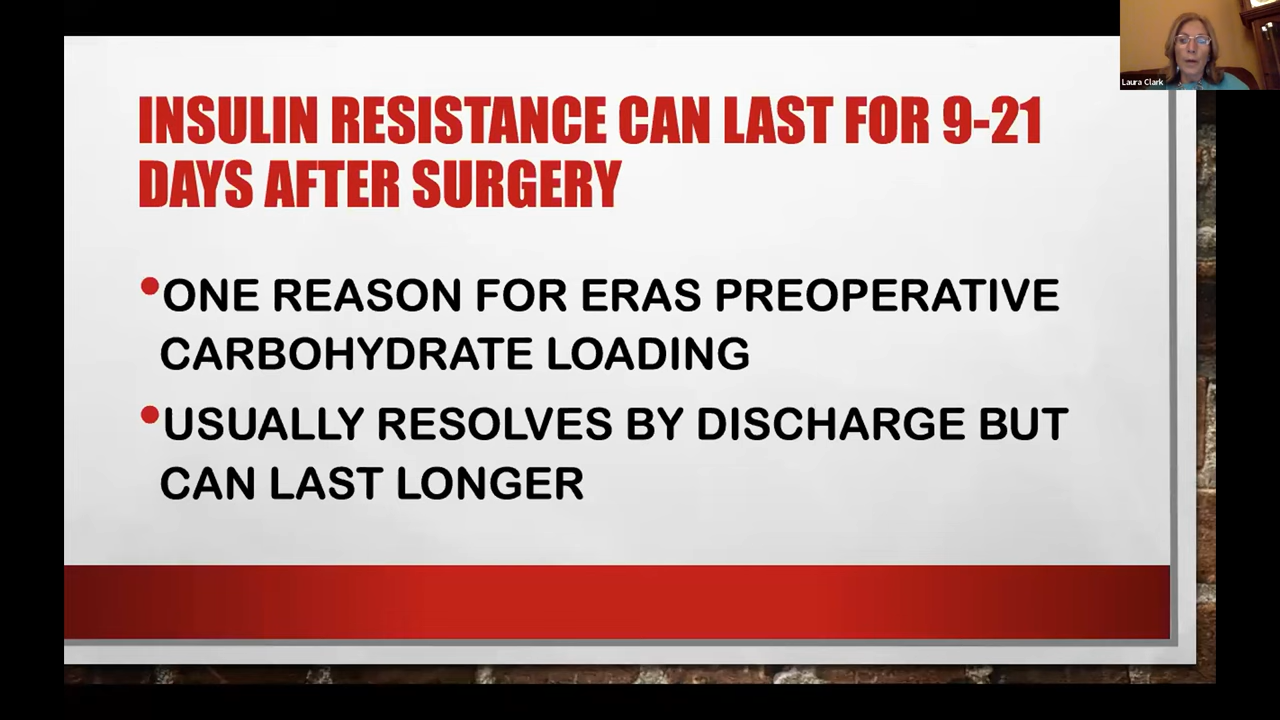 Laura Clark
INSULIN RESISTANCE CAN LAST FOR 9-21
DAYS AFTER SURGERY
•ONE REASON FOR ERAS PREOPERATIVE
CARBOHYDRATE LOADING
•USUALLY RESOLVES BY DISCHARGE BUT
CAN LAST LONGER